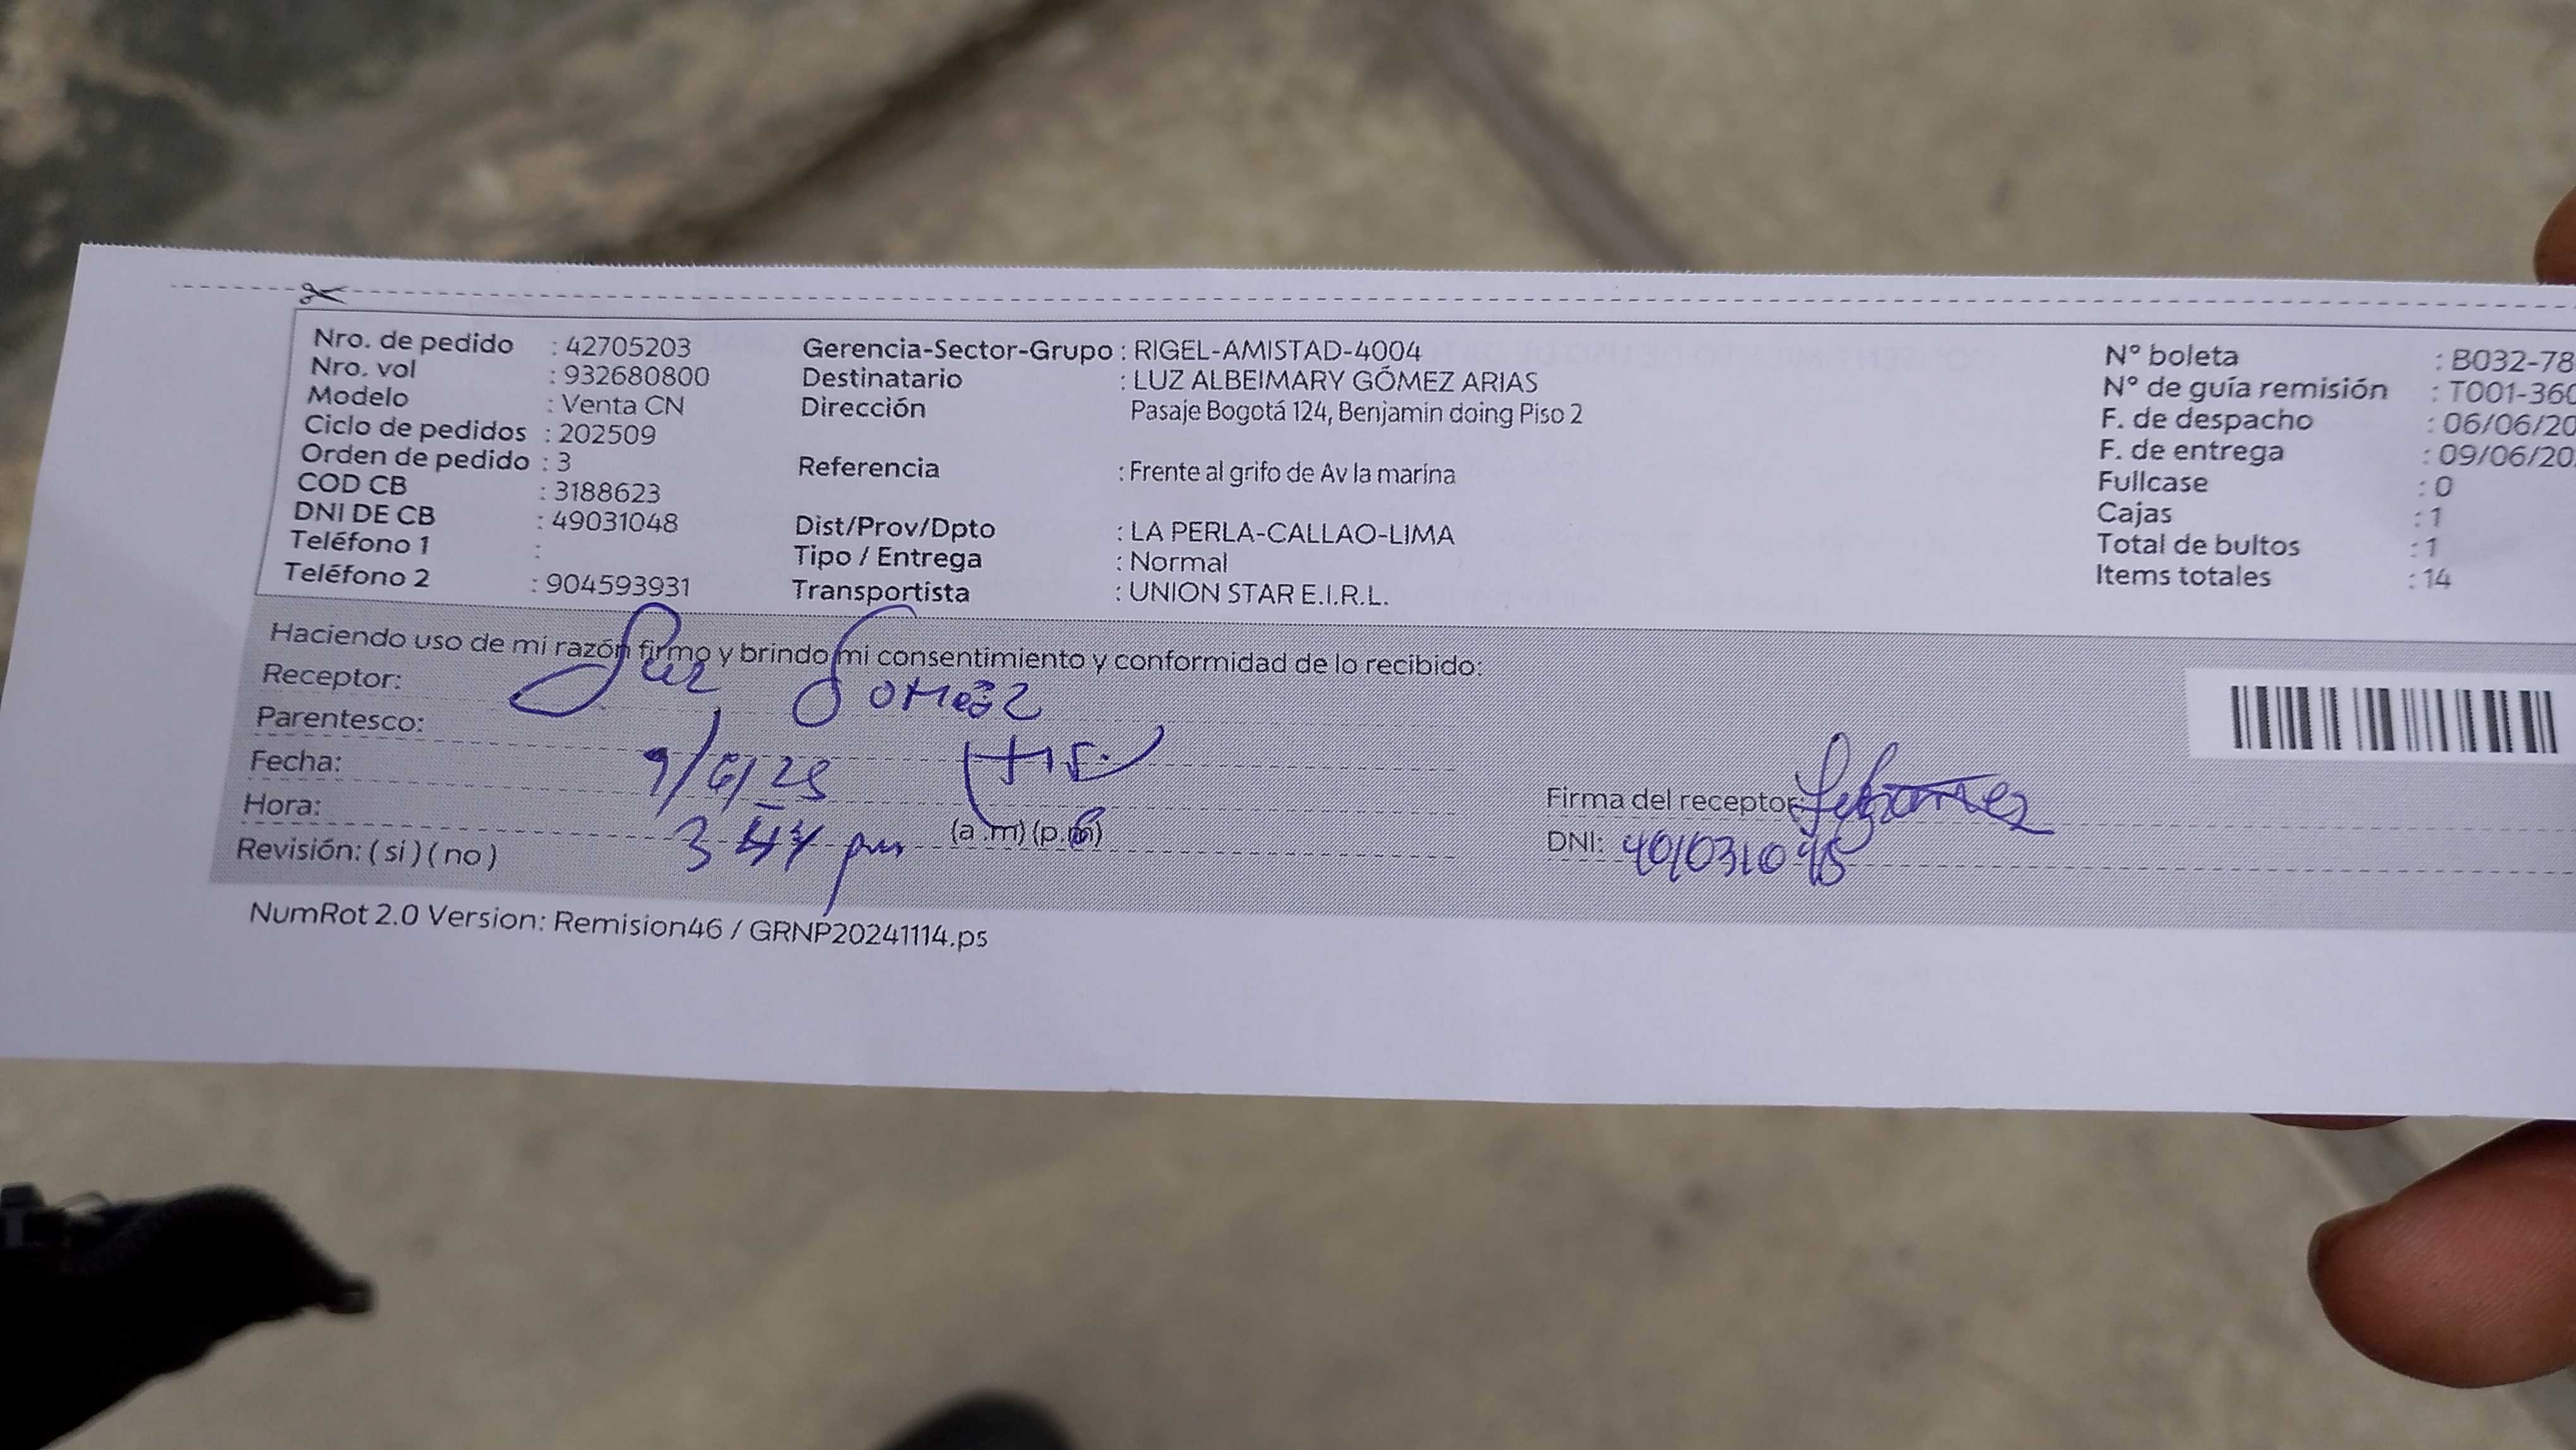 Nro. de pedido : 42705203
Nro. vol : 932680800
Modelo : Venta CN
Ciclo de pedidos : 202509
Orden de pedido : 3
COD CB : 3188623
DNI DE CB : 49031048
Teléfono 1 :
Teléfono 2 : 904593931
Gerencia-Sector-Grupo : RIGEL-AMISTAD-4004
Destinatario : LUZ ALBEIMARY GÓMEZ ARIAS
Dirección Pasaje Bogotá 124, Benjamin doing Piso 2
Referencia : Frente al grifo de Av la marina
Dist/Prov/Dpto : LA PERLA-CALLAO-LIMA
Tipo / Entrega : Normal
Transportista : UNION STAR E.I.R.L.
N° boleta : B032-78
N° de guía remisión : T001-360
F. de despacho : 06/06/20
F. de entrega : 09/06/20
Fullcase : 0
Cajas : 1
Total de bultos : 1
Items totales : 14
Haciendo uso de mi razón firmo y brindo mi consentimiento y conformidad de lo recibido:
Receptor: Luz Gomez
Parentesco:
Fecha: 9/6/25
Hora: 3 44 pm (a.m) (p.m)
Revisión: ( si ) ( no )
Firma del receptor:
DNI:
NumRot 2.0 Version: Remision46 / GRNP20241114.ps